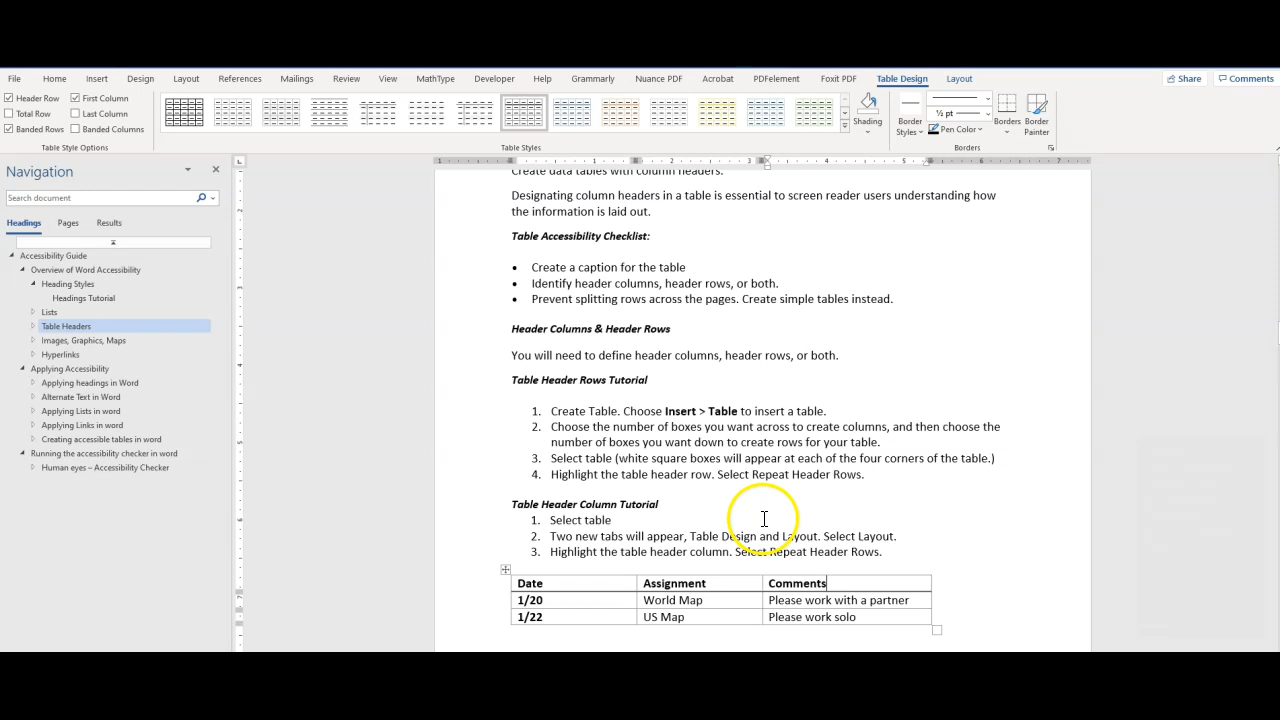 File Home Insert Design Layout References Mailings Review View MathType Developer Help Grammarly Nuance PDF Acrobat PDFelement Foxit PDF Table Design Layout Share Comments
Header Row First Column
Total Row Last Column
Banded Rows Banded Columns
Table Style Options
Table Styles
Shading
Border Styles
½ pt
Pen Color
Borders
Border Painter
Borders
Navigation
Search document
Headings Pages Results
Accessibility Guide
Overview of Word Accessibility
Heading Styles
Headings Tutorial
Lists
Table Headers
Images, Graphics, Maps
Hyperlinks
Applying Accessibility
Applying headings in Word
Alternate Text in Word
Applying Lists in word
Applying Links in word
Creating accessible tables in word
Running the accessibility checker in word
Human eyes – Accessibility Checker
1 1 2 3 4 5 6 7
2
3
4
5
6
7
8
Create data tables with column headers.
Designating column headers in a table is essential to screen reader users understanding how
the information is laid out.
Table Accessibility Checklist:
• Create a caption for the table
• Identify header columns, header rows, or both.
• Prevent splitting rows across the pages. Create simple tables instead.
Header Columns & Header Rows
You will need to define header columns, header rows, or both.
Table Header Rows Tutorial
1. Create Table. Choose Insert > Table to insert a table.
2. Choose the number of boxes you want across to create columns, and then choose the
number of boxes you want down to create rows for your table.
3. Select table (white square boxes will appear at each of the four corners of the table.)
4. Highlight the table header row. Select Repeat Header Rows.
Table Header Column Tutorial
1. Select table
2. Two new tabs will appear, Table Design and Layout. Select Layout.
3. Highlight the table header column. Select Repeat Header Rows.
Date Assignment Comments
1/20 World Map Please work with a partner
1/22 US Map Please work solo